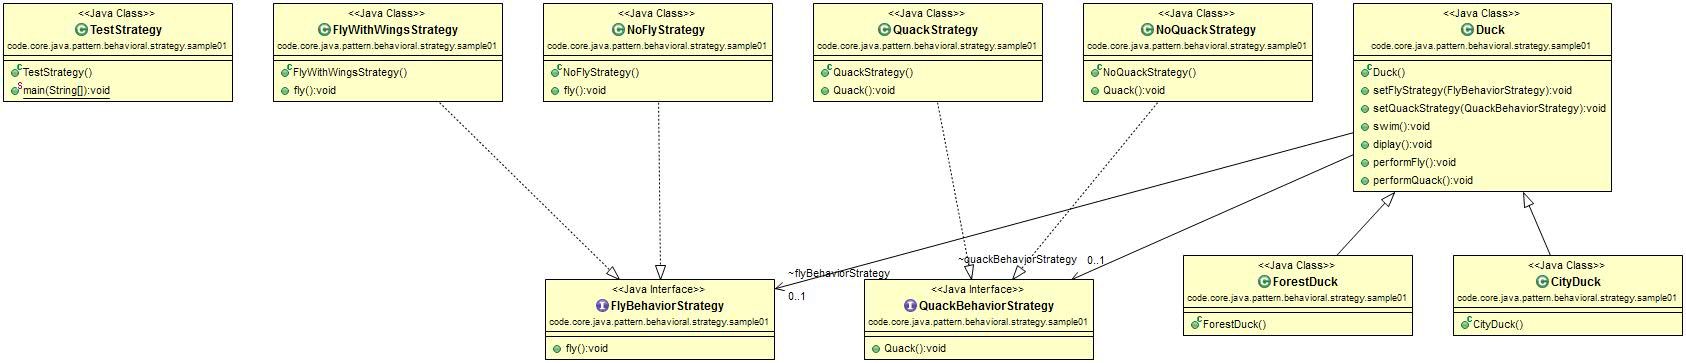 <<Java Class>>
TestStrategy
code.core.java.pattern.behavioral.strategy.sample01
TestStrategy()
main(String[]):void
<<Java Class>>
FlyWithWingsStrategy
code.core.java.pattern.behavioral.strategy.sample01
FlyWithWingsStrategy()
fly():void
<<Java Class>>
NoFlyStrategy
code.core.java.pattern.behavioral.strategy.sample01
NoFlyStrategy()
fly():void
<<Java Class>>
QuackStrategy
code.core.java.pattern.behavioral.strategy.sample01
QuackStrategy()
Quack():void
<<Java Class>>
NoQuackStrategy
code.core.java.pattern.behavioral.strategy.sample01
NoQuackStrategy()
Quack():void
<<Java Class>>
Duck
code.core.java.pattern.behavioral.strategy.sample01
Duck()
setFlyStrategy(FlyBehaviorStrategy):void
setQuackStrategy(QuackBehaviorStrategy):void
swim():void
diplay():void
performFly():void
performQuack():void
~flyBehaviorStrategy
0..1
~quackBehaviorStrategy
0..1
<<Java Interface>>
FlyBehaviorStrategy
code.core.java.pattern.behavioral.strategy.sample01
fly():void
<<Java Interface>>
QuackBehaviorStrategy
code.core.java.pattern.behavioral.strategy.sample01
Quack():void
<<Java Class>>
ForestDuck
code.core.java.pattern.behavioral.strategy.sample01
ForestDuck()
<<Java Class>>
CityDuck
code.core.java.pattern.behavioral.strategy.sample01
CityDuck()